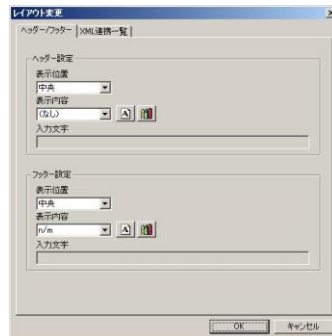 レイアウト変更
ヘッダー/フッター XML連携一覧
ヘッダー設定
表示位置
中央
表示内容
(なし)
A
入力文字
フッター設定
表示位置
中央
表示内容
n/m
A
入力文字
OK キャンセル